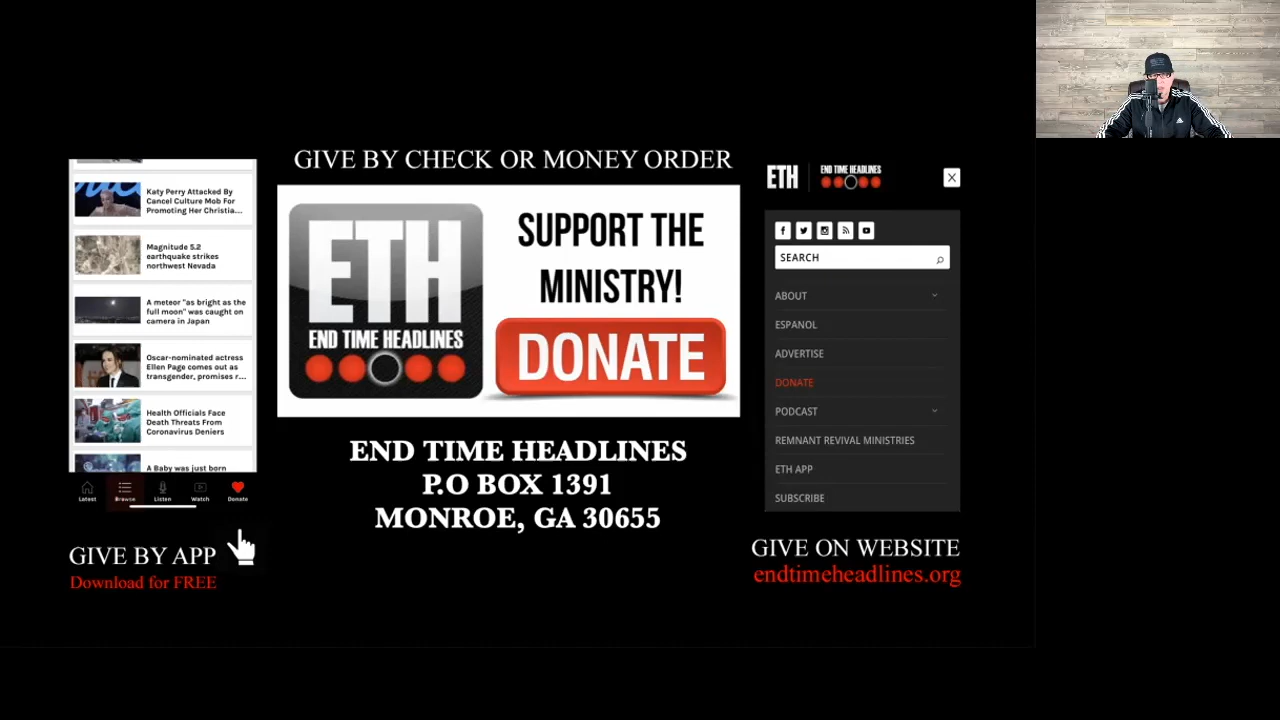 Katy Perry Attacked By
Cancel Culture Mob For
Promoting Her Christia...
Magnitude 5.2
earthquake strikes
northwest Nevada
A meteor "as bright as the
full moon" was caught on
camera in Japan
Oscar-nominated actress
Ellen Page comes out as
transgender, promises r...
Health Officials Face
Death Threats From
Coronavirus Deniers
A Baby was just born
Latest
Browse
Listen
Watch
Donate
GIVE BY APP
Download for FREE
GIVE BY CHECK OR MONEY ORDER
ETH
END TIME HEADLINES
SUPPORT THE
MINISTRY!
DONATE
END TIME HEADLINES
P.O BOX 1391
MONROE, GA 30655
ETH
END TIME HEADLINES
X
SEARCH
ABOUT
ESPANOL
ADVERTISE
DONATE
PODCAST
REMNANT REVIVAL MINISTRIES
ETH APP
SUBSCRIBE
GIVE ON WEBSITE
endtimeheadlines.org